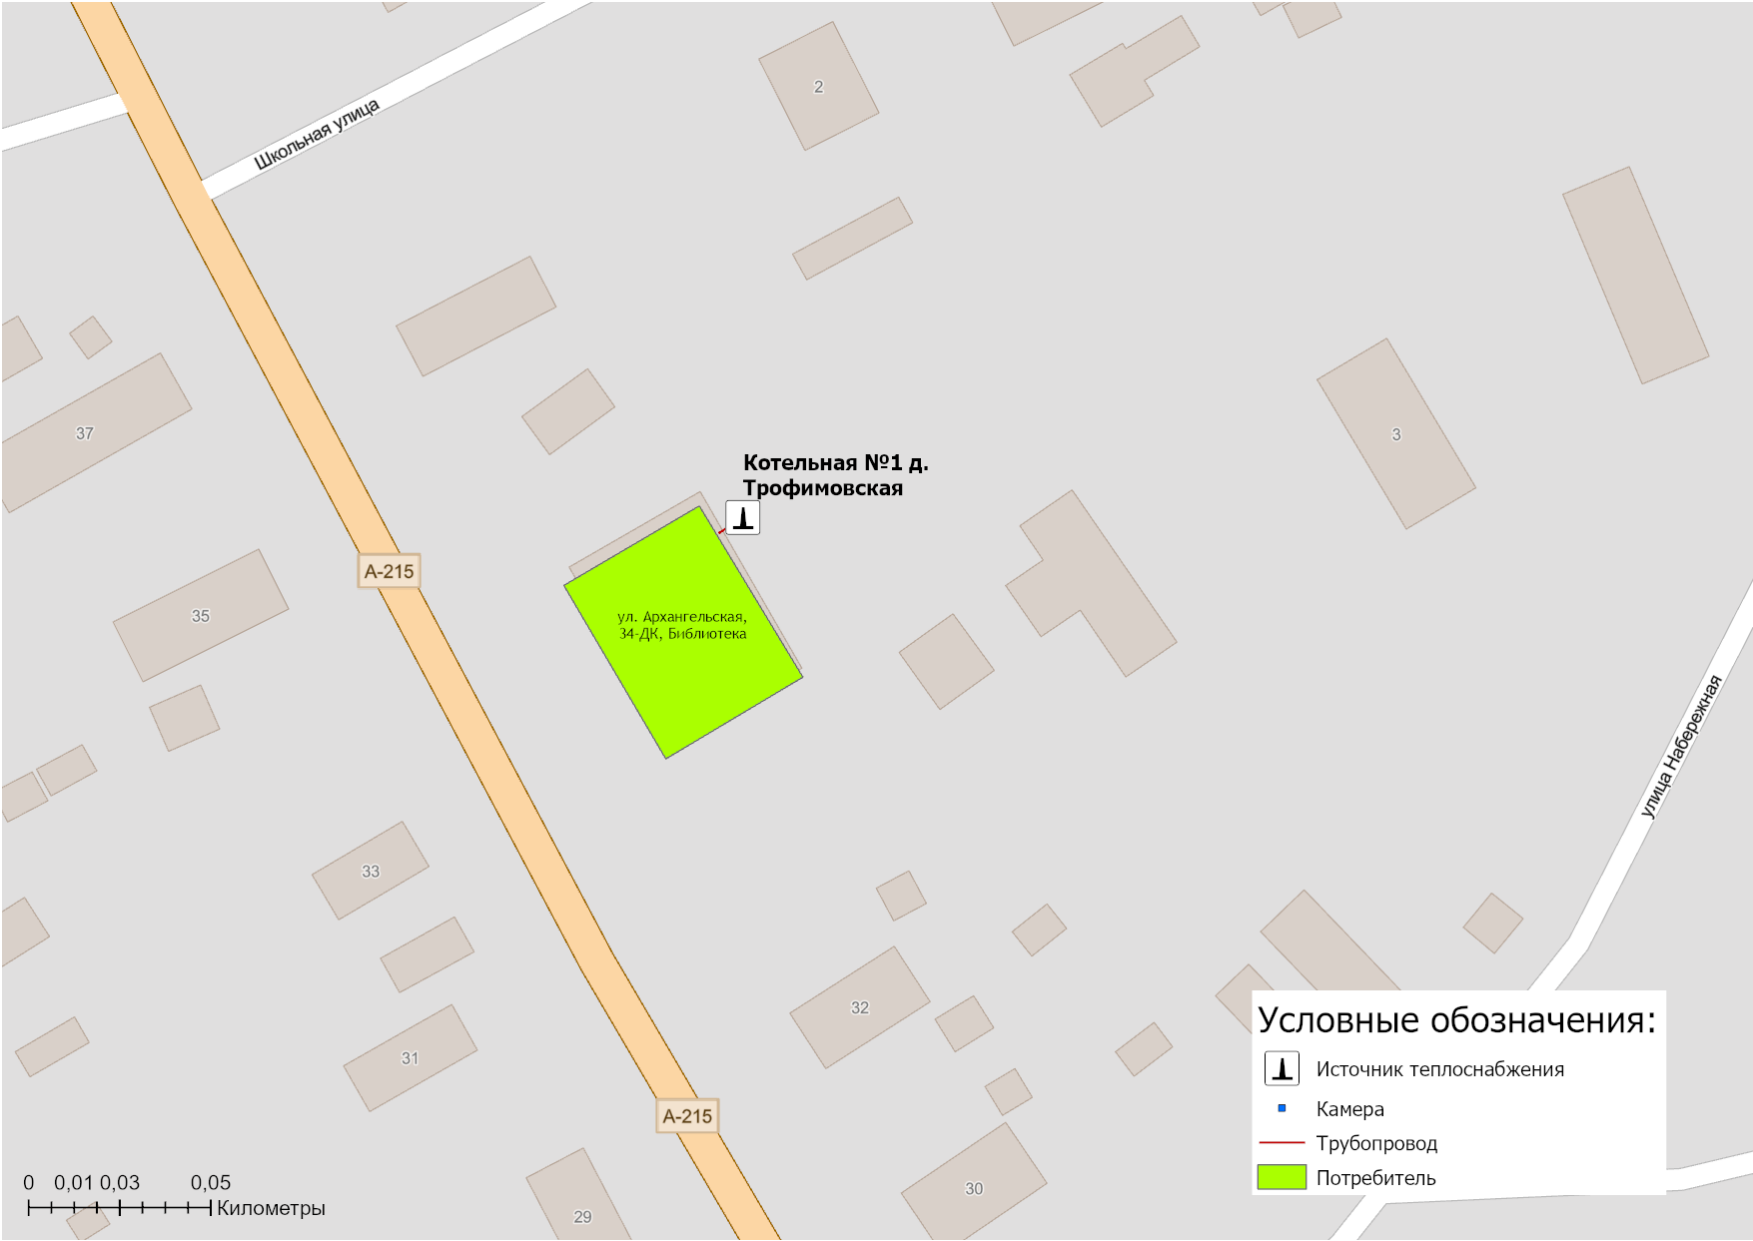 2
Школьная улица
37
3
Котельная №1 д.
Трофимовская
А-215
35
ул. Архангельская,
34-ДК, Библиотека
улица Набережная
33
32
31
А-215
30
29
Условные обозначения:
Источник теплоснабжения
Камера
Трубопровод
Потребитель
0 0,01 0,03 0,05
Километры